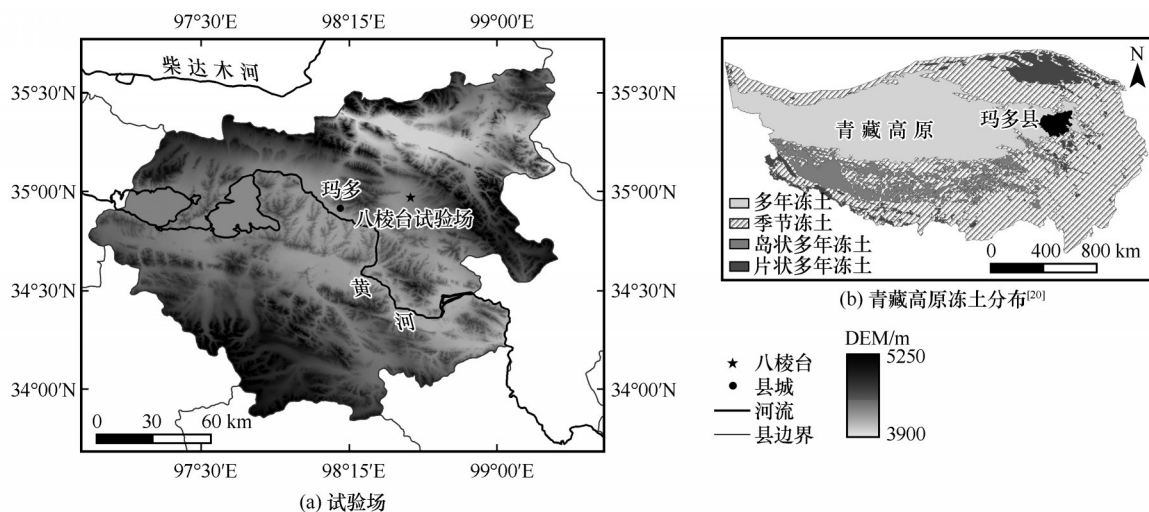 97°30′E 98°15′E 99°00′E
柴达木河
35°30′N 35°30′N
35°00′N 35°00′N
玛多
八棱台试验场
34°30′N 34°30′N
黄
河
34°00′N 34°00′N
0 30 60 km
97°30′E 98°15′E 99°00′E
(a) 试验场
N
青藏高原
玛多县
多年冻土
季节冻土
岛状多年冻土
片状多年冻土
0 400 800 km
(b) 青藏高原冻土分布[20]
八棱台
县城
河流
县边界
DEM/m
5250
3900